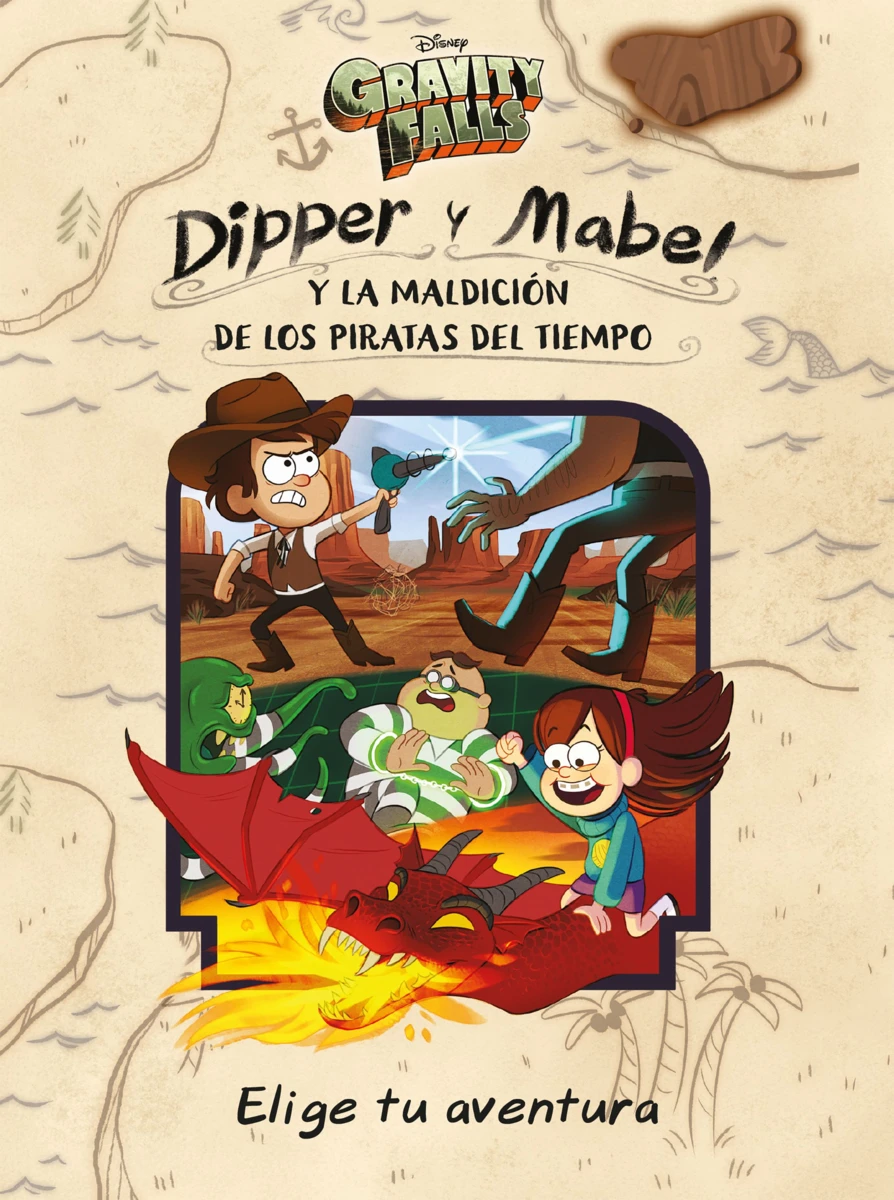 Disney
GRAVITY
FALLS
Dipper y Mabel
Y LA MALDICIÓN
DE LOS PIRATAS DEL TIEMPO
Elige tu aventura